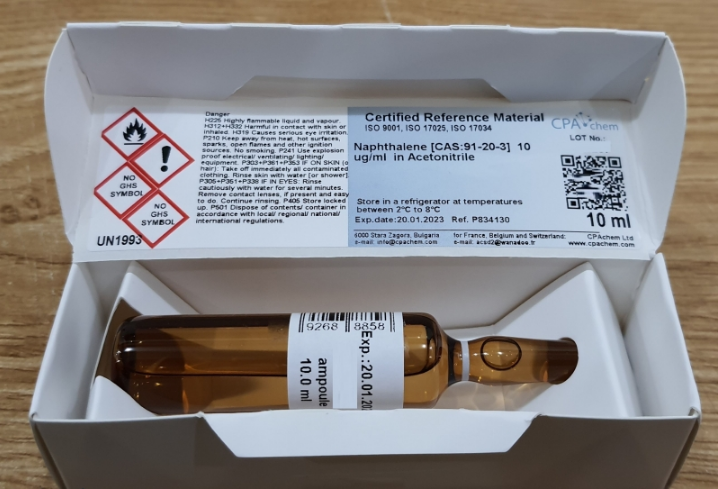 Danger
H225 Highly flammable liquid and vapour.
H312+H332 Harmful in contact with skin or
inhaled. H319 Causes serious eye irritation.
P210 Keep away from heat, hot surfaces,
sparks, open flames and other ignition
sources. No smoking. P241 Use explosion
proof electrical/ ventilating/ lighting/
equipment. P303+P361+P353 IF ON SKIN (o
hair): Take off immediately all contaminated
clothing. Rinse skin with water [or shower].
P305+P351+P338 IF IN EYES: Rinse
cautiously with water for several minutes.
Remove contact lenses, if present and easy
to do. Continue rinsing. P405 Store locked
up. P501 Dispose of contents/ container in
accordance with local/ regional/ national/
international regulations.
NO
GHS
SYMBOL
NO
GHS
SYMBOL
UN1993
Certified Reference Material
ISO 9001, ISO 17025, ISO 17034
CPAchem
LOT No.:
Naphthalene [CAS:91-20-3] 10
ug/ml in Acetonitrile
Store in a refrigerator at temperatures
between 2°C to 8°C
Exp.date:20.01.2023 Ref. P834130
10 ml
6000 Stara Zagora, Bulgaria
e-mail: info@cpachem.com
for France, Belgium and Switzerland:
e-mail: acsd2@wanadoo.fr
CPAchem Ltd
www.cpachem.com
9268 8858
Exp.:20.01.20
ampoule
10.0 ml